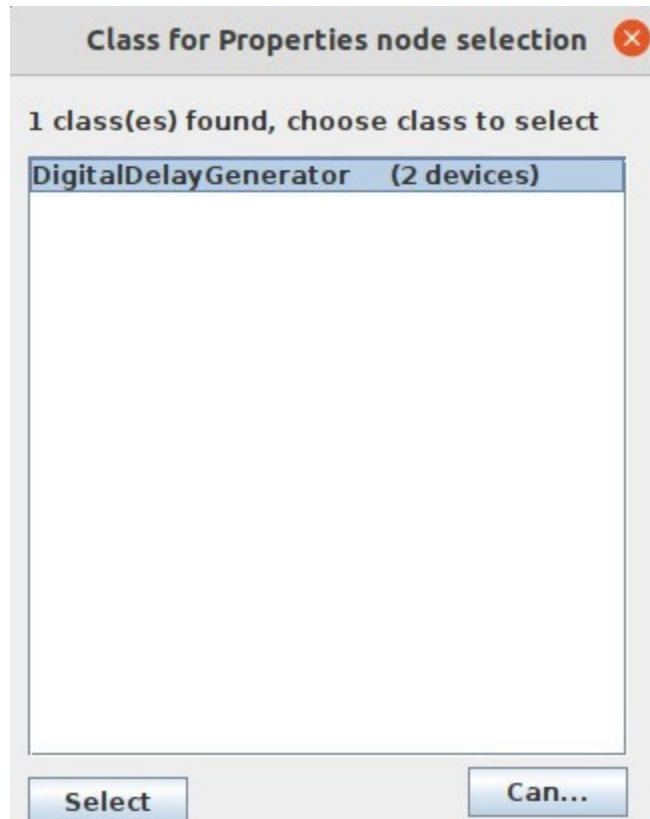 Class for Properties node selection
1 class(es) found, choose class to select
DigitalDelayGenerator (2 devices)
Select
Can...